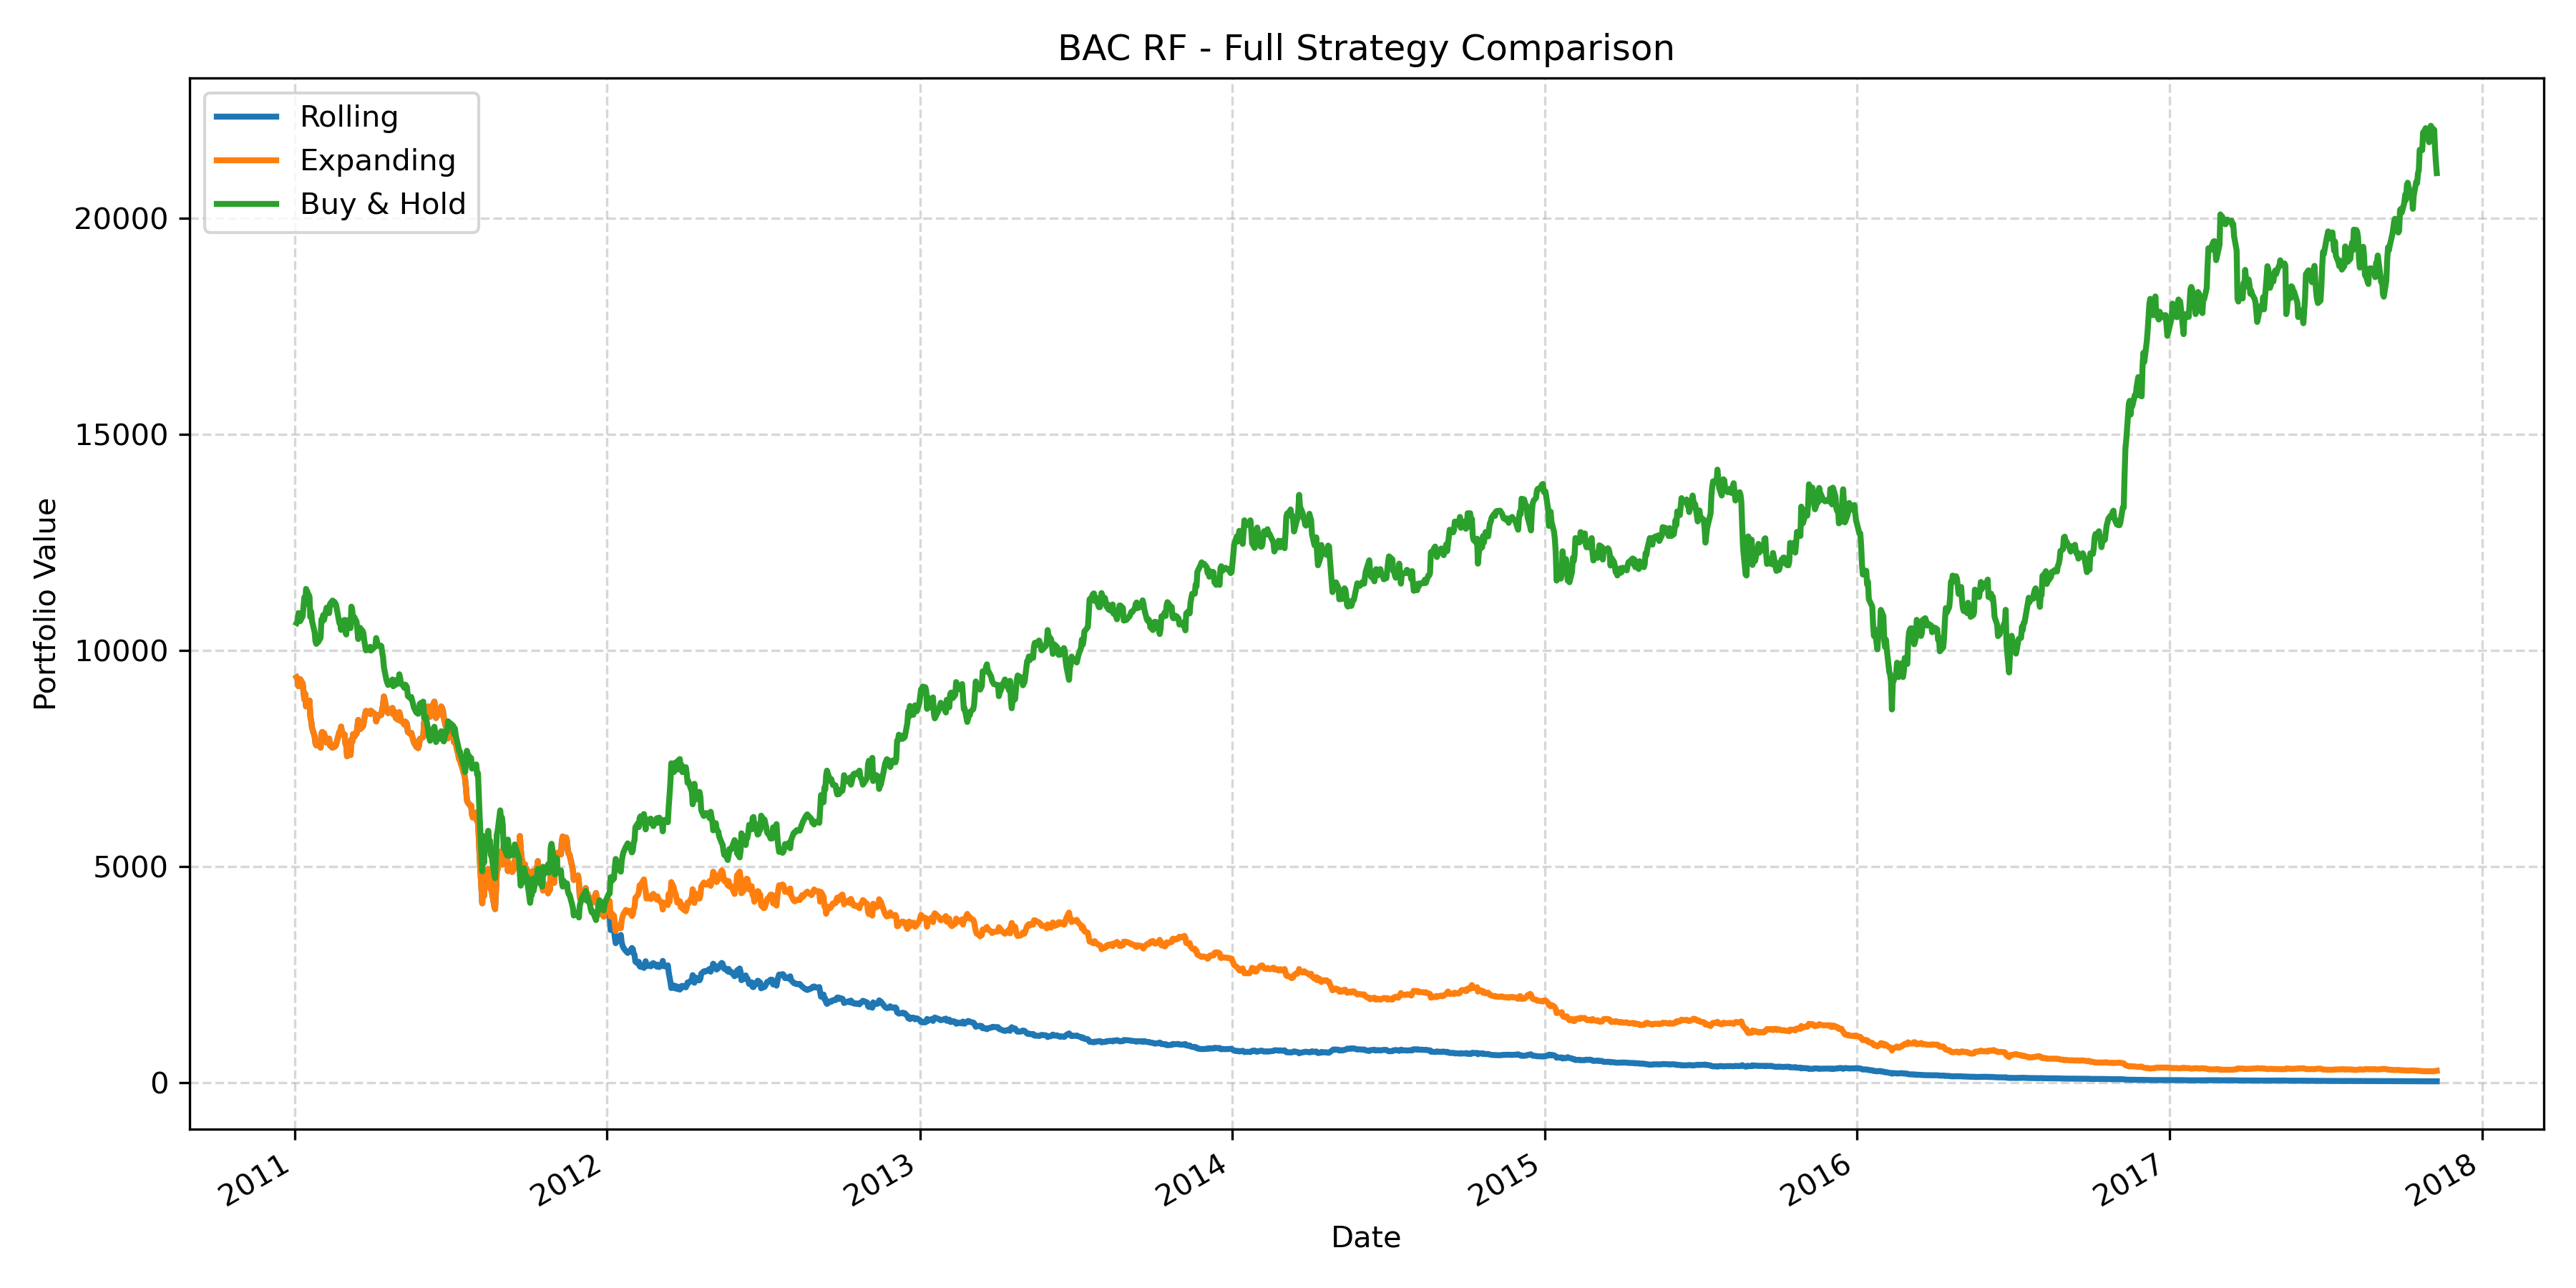 BAC RF - Full Strategy Comparison
Rolling
Expanding
Buy & Hold
Portfolio Value
20000
15000
10000
5000
0
2011
2012
2013
2014
2015
2016
2017
2018
Date